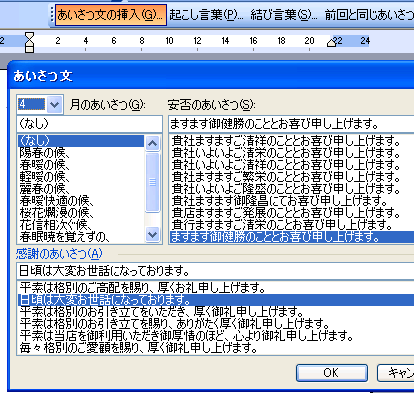 あいさつ文の挿入(G)... 起こし言葉(P)... 結び言葉(S)... 前回と同じあいさつ
2 2 4 6 8 10 12 14 16 18 20 22 24
あいさつ文
4 月のあいさつ(G): 安否のあいさつ(S):
(なし) ますます御健勝のこととお喜び申し上げます。
(なし) 貴社ますますご清祥のこととお喜び申し上げます。
陽春の候、 貴社いよいよご清栄のこととお喜び申し上げます。
春暖の候、 貴社ますますご清栄のこととお喜び申し上げます。
軽暖の候、 貴社ますますご繁栄のこととお喜び申し上げます。
麗春の候、 貴社いよいよご隆盛のこととお喜び申し上げます。
春暖快適の候、 貴社ますます御隆昌にてお喜び申し上げます。
桜花爛漫の候、 貴店ますますご発展のこととお喜び申し上げます。
花信相次ぐ候、 貴行ますますご清栄のこととお喜び申し上げます。
春眠暁を覚えずの、 ますます御健勝のこととお喜び申し上げます。
感謝のあいさつ(A)
日頃は大変お世話になっております。
平素は格別のご高配を賜り、厚くお礼申し上げます。
日頃は大変お世話になっております。
平素は格別のお引き立てをいただき、厚く御礼申し上げます。
平素は格別のお引き立てを賜り、ありがたく厚く御礼申し上げます。
平素は当店を御利用いただき御厚情のほど、心より御礼申し上げます。
毎々格別のご愛顧を賜り、厚く御礼申し上げます。
OK キャン